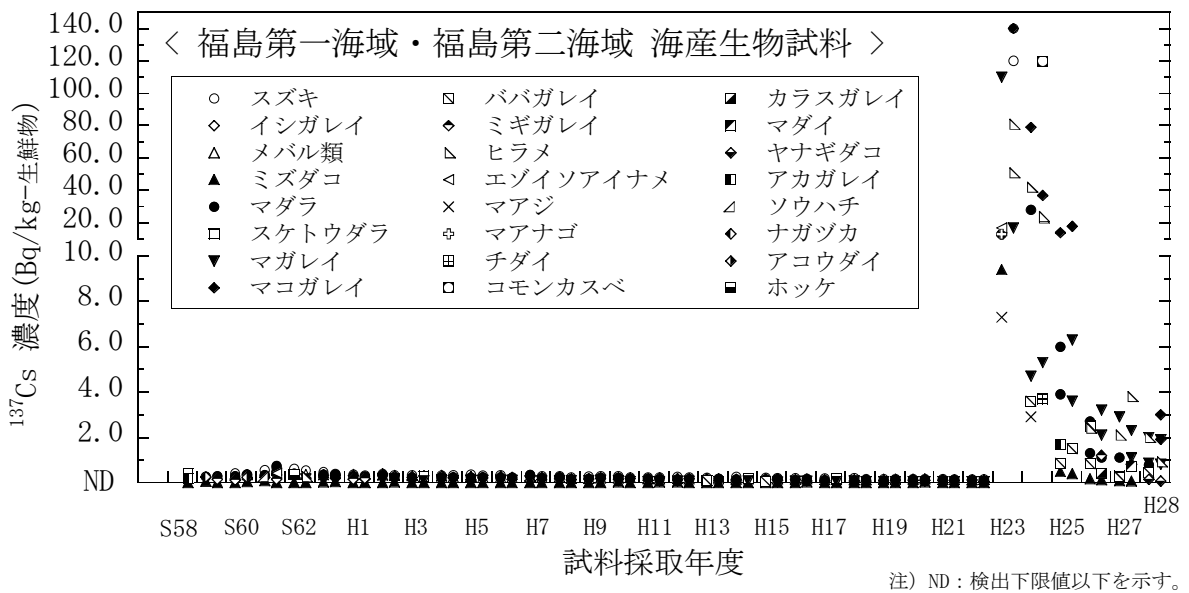 140.0
120.0
100.0
80.0
60.0
40.0
20.0
10.0
8.0
6.0
4.0
2.0
ND
¹³⁷Cs 濃度(Bq/kg-生鮮物)
< 福島第一海域・福島第二海域 海産生物試料 >
スズキ ババガレイ カラスガレイ
イシガレイ ミギガレイ マダイ
メバル類 ヒラメ ヤナギダコ
ミズダコ エゾイソアイナメ アカガレイ
マダラ マアジ ソウハチ
スケトウダラ マアナゴ ナガヅカ
マガレイ チダイ アコウダイ
マコガレイ コモンカスベ ホッケ
S58 S60 S62 H1 H3 H5 H7 H9 H11 H13 H15 H17 H19 H21 H23 H25 H27 H28
試料採取年度
注) ND:検出下限値以下を示す。